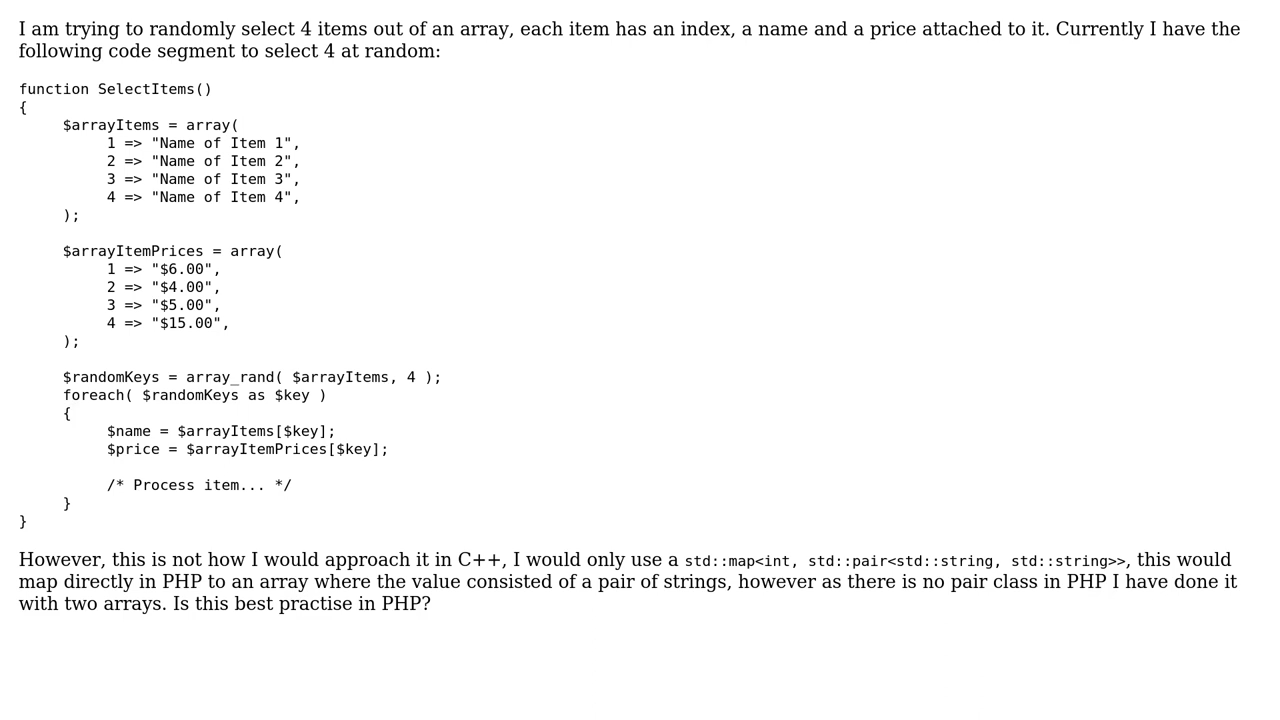 I am trying to randomly select 4 items out of an array, each item has an index, a name and a price attached to it. Currently I have the
following code segment to select 4 at random:
function SelectItems()
{
     $arrayItems = array(
          1 => "Name of Item 1",
          2 => "Name of Item 2",
          3 => "Name of Item 3",
          4 => "Name of Item 4",
     );

     $arrayItemPrices = array(
          1 => "$6.00",
          2 => "$4.00",
          3 => "$5.00",
          4 => "$15.00",
     );

     $randomKeys = array_rand( $arrayItems, 4 );
     foreach( $randomKeys as $key )
     {
          $name = $arrayItems[$key];
          $price = $arrayItemPrices[$key];

          /* Process item... */
     }
}
However, this is not how I would approach it in C++, I would only use a std::map<int, std::pair<std::string, std::string>>, this would
map directly in PHP to an array where the value consisted of a pair of strings, however as there is no pair class in PHP I have done it
with two arrays. Is this best practise in PHP?